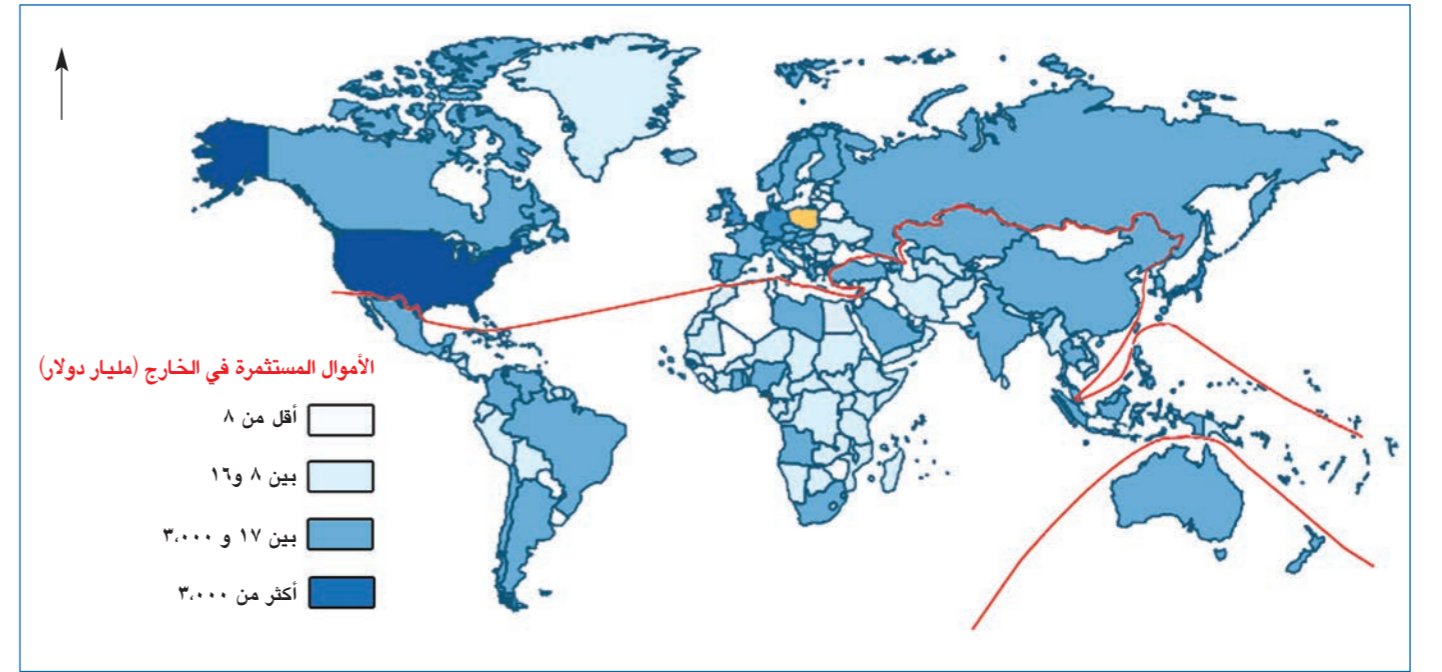 الأموال المستثمرة في الخارج (مليار دولار)
أقل من ٨
بين ٨ و١٦
بين ١٧ و ٣،٠٠٠
أكثر من ٣،٠٠٠